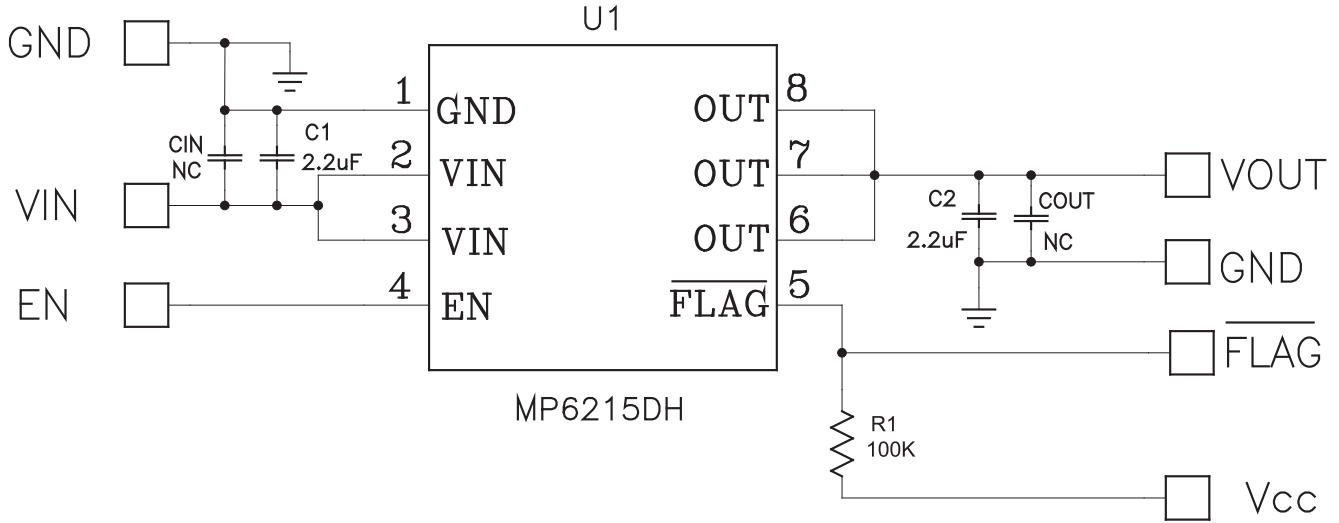 U1
GND
1
GND
OUT
8
CIN
NC
C1
2.2uF
2
VIN
OUT
7
VIN
VOUT
3
VIN
OUT
6
C2
2.2uF
COUT
NC
GND
EN
4
EN
FLAG
5
FLAG
MP6215DH
R1
100K
Vcc